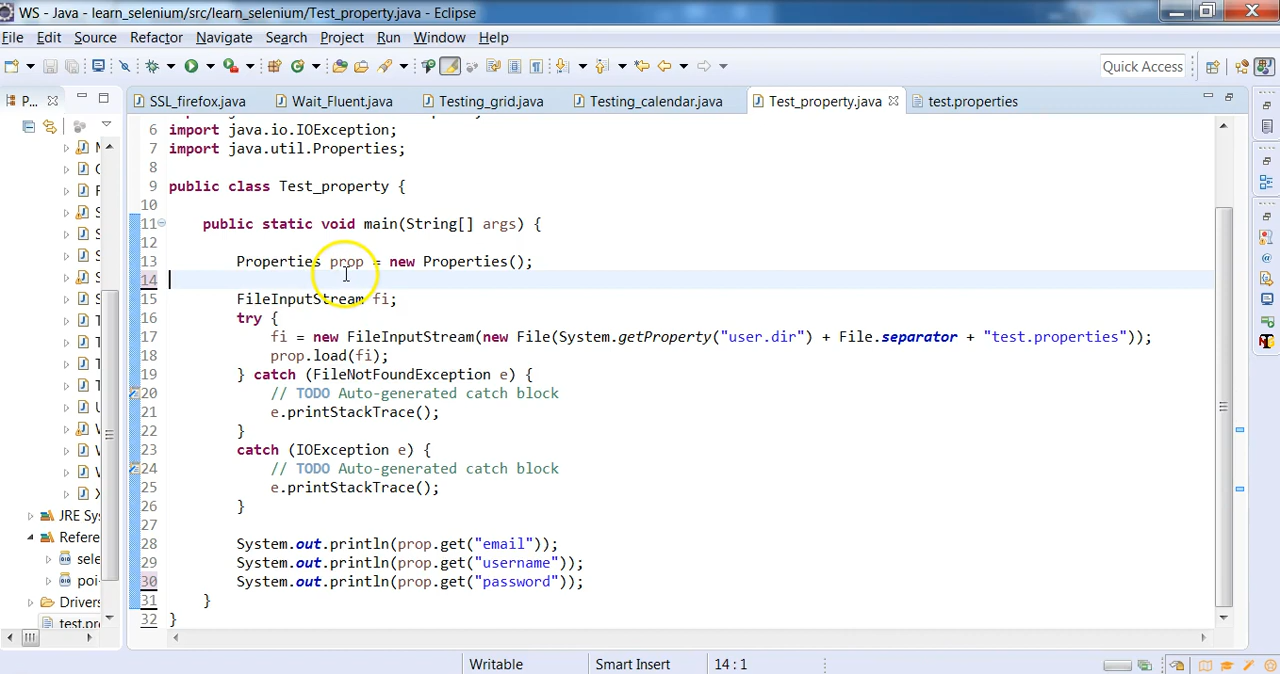 WS - Java - learn_selenium/src/learn_selenium/Test_property.java - Eclipse
File Edit Source Refactor Navigate Search Project Run Window Help
Quick Access
P...
SSL_firefox.java Wait_Fluent.java Testing_grid.java Testing_calendar.java Test_property.java test.properties
6 import java.io.IOException;
7 import java.util.Properties;
8
9 public class Test_property {
10
11 public static void main(String[] args) {
12
13 Properties prop = new Properties();
14
15 FileInputStream fi;
16 try {
17 fi = new FileInputStream(new File(System.getProperty("user.dir") + File.separator + "test.properties"));
18 prop.load(fi);
19 } catch (FileNotFoundException e) {
20 // TODO Auto-generated catch block
21 e.printStackTrace();
22 }
23 catch (IOException e) {
24 // TODO Auto-generated catch block
25 e.printStackTrace();
26 }
27
28 System.out.println(prop.get("email"));
29 System.out.println(prop.get("username"));
30 System.out.println(prop.get("password"));
31 }
32 }
JRE Sy
Refere
sele
poi-
Drivers
test.pr
Writable Smart Insert 14 : 1